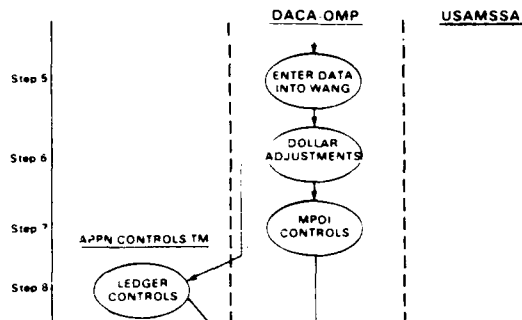 DACA-OMP
USAMSSA
Step 5
ENTER DATA
INTO WANG
Step 6
DOLLAR
ADJUSTMENTS
Step 7
MPDI
CONTROLS
APPN CONTROLS TM
Step 8
LEDGER
CONTROLS